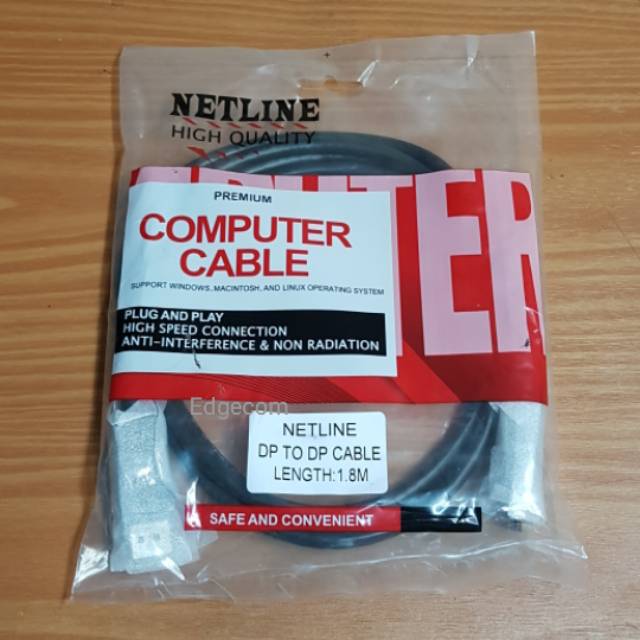 NETLINE
HIGH QUALITY
PUTER
PREMIUM
COMPUTER
CABLE
SUPPORT WINDOWS, MACINTOSH, AND LINUX OPERATING SYSTEM
PLUG AND PLAY
HIGH SPEED CONNECTION
ANTI-INTERFERENCE & NON RADIATION
Edgecom
NETLINE
DP TO DP CABLE
LENGTH:1.8M
SAFE AND CONVENIENT